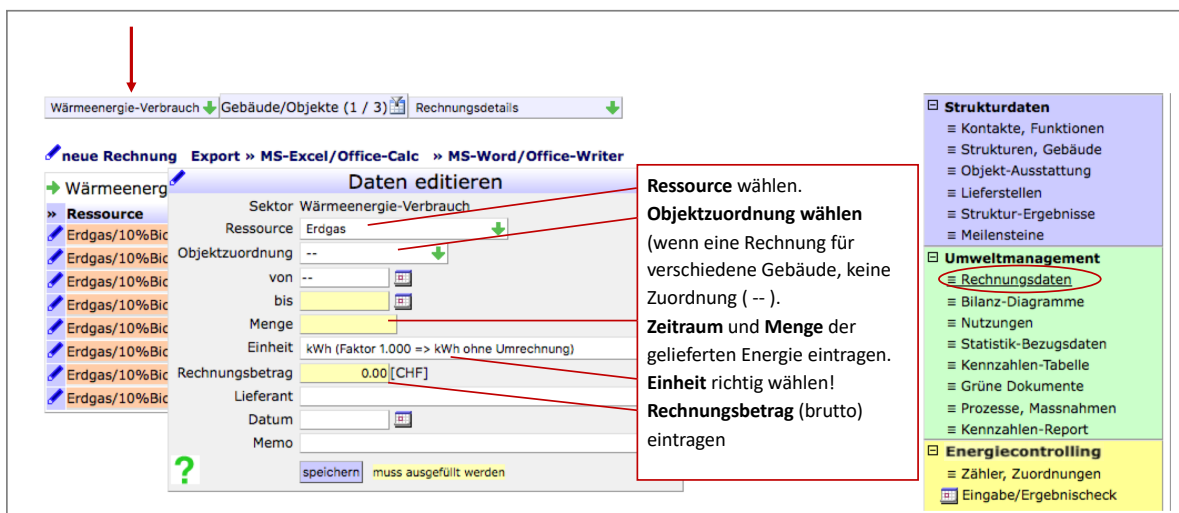 Wärmeenergie-Verbrauch Gebäude/Objekte (1 / 3) Rechnungsdetails
neue Rechnung Export » MS-Excel/Office-Calc » MS-Word/Office-Writer
Wärmeenerg
» Ressource
Erdgas/10%Bio
Erdgas/10%Bio
Erdgas/10%Bio
Erdgas/10%Bio
Erdgas/10%Bio
Erdgas/10%Bio
Erdgas/10%Bio
Erdgas/10%Bio
Daten editieren
Sektor Wärmeenergie-Verbrauch
Ressource Erdgas
Objektzuordnung --
von --
bis
Menge
Einheit kWh (Faktor 1.000 => kWh ohne Umrechnung)
Rechnungsbetrag 0.00 [CHF]
Lieferant
Datum
Memo
? speichern muss ausgefüllt werden
Ressource wählen.
Objektzuordnung wählen
(wenn eine Rechnung für
verschiedene Gebäude, keine
Zuordnung ( -- ).
Zeitraum und Menge der
gelieferten Energie eintragen.
Einheit richtig wählen!
Rechnungsbetrag (brutto)
eintragen
Strukturdaten
≡ Kontakte, Funktionen
≡ Strukturen, Gebäude
≡ Objekt-Ausstattung
≡ Lieferstellen
≡ Struktur-Ergebnisse
≡ Meilensteine
Umweltmanagement
≡ Rechnungsdaten
≡ Bilanz-Diagramme
≡ Nutzungen
≡ Statistik-Bezugsdaten
≡ Kennzahlen-Tabelle
≡ Grüne Dokumente
≡ Prozesse, Massnahmen
≡ Kennzahlen-Report
Energiecontrolling
≡ Zähler, Zuordnungen
Eingabe/Ergebnischeck